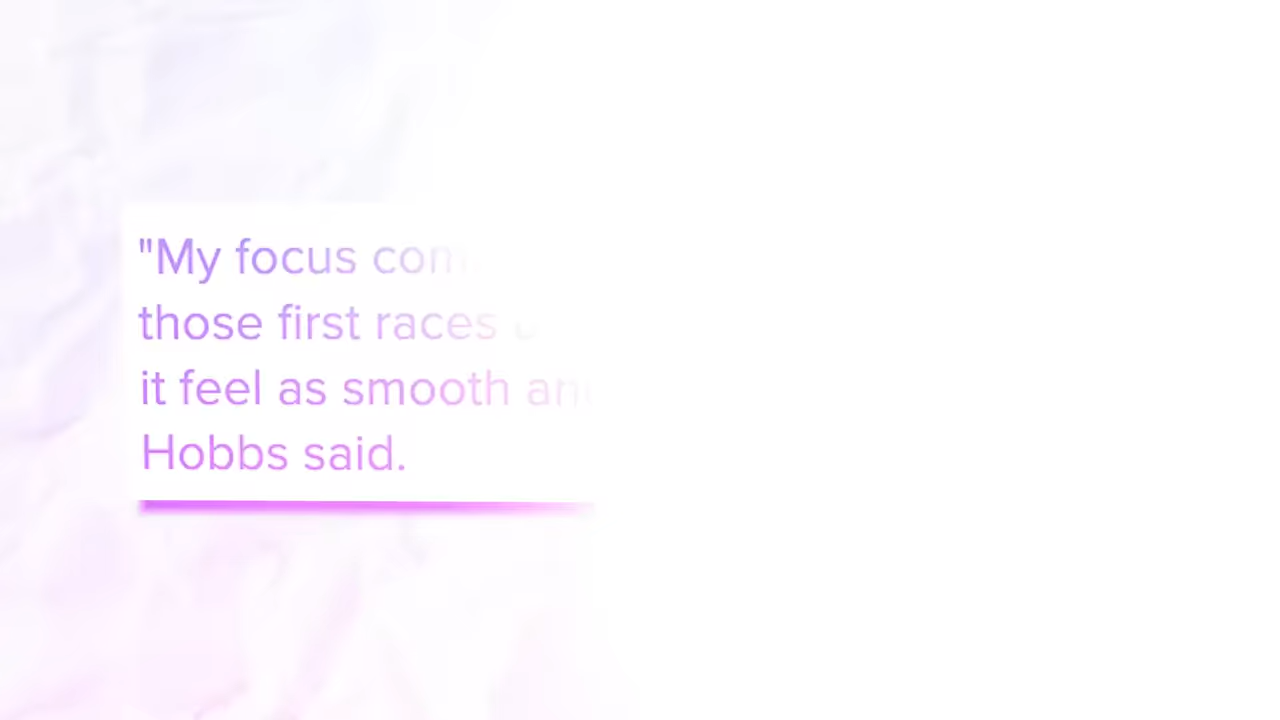 "My focus
those first races
it feel as smooth
Hobbs said.